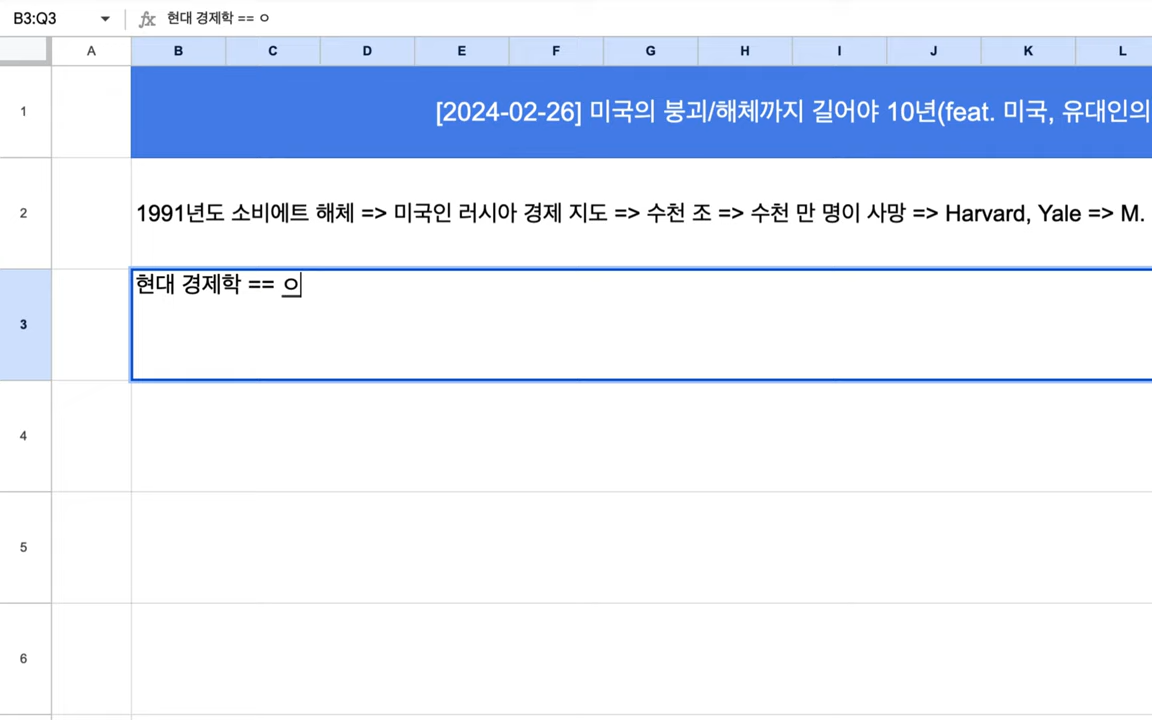 B3:Q3 fx 현대 경제학 == ㅇ
A B C D E F G H I J K L
1 [2024-02-26] 미국의 붕괴/해체까지 길어야 10년(feat. 미국, 유대인의
2 1991년도 소비에트 해체 => 미국인 러시아 경제 지도 => 수천 조 => 수천 만 명이 사망 => Harvard, Yale => M.
3 현대 경제학 == ㅇ
4
5
6